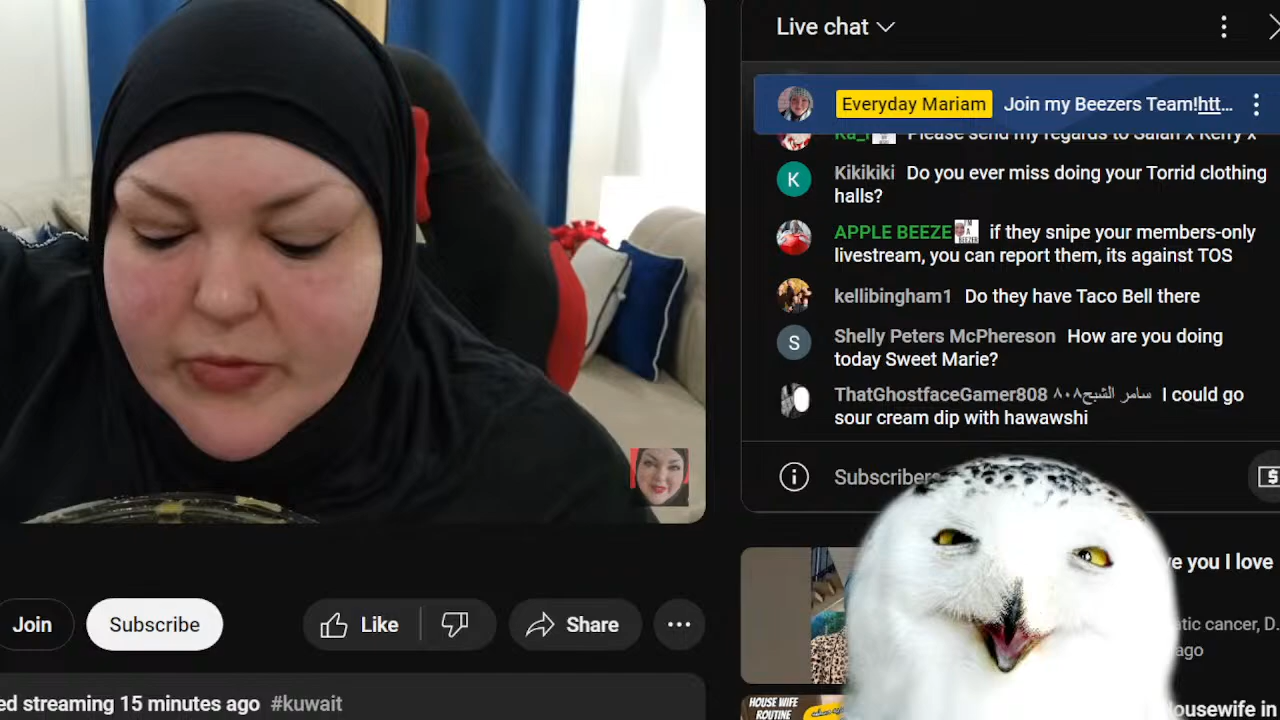 Live chat
Everyday Mariam Join my Beezers Team!htt...
Please send my regards to Salah x Kerry x
K
Kikikiki Do you ever miss doing your Torrid clothing
halls?
APPLE BEEZE if they snipe your members-only
livestream, you can report them, its against TOS
kellibingham1 Do they have Taco Bell there
S
Shelly Peters McPhereson How are you doing
today Sweet Marie?
ThatGhostfaceGamer808 سامر الشبح٨٠٨ I could go
sour cream dip with hawawshi
Subscribers
Join
Subscribe
Like
Share
ed streaming 15 minutes ago #kuwait
ve you I love
atic cancer, D...
ago
HOUSE WIFE
ROUTINE
ousewife in